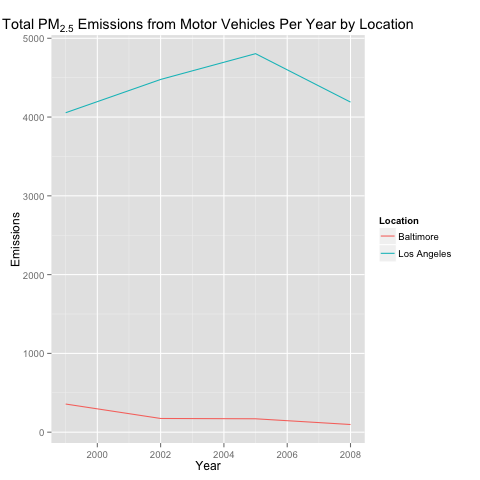 Total PM2.5 Emissions from Motor Vehicles Per Year by Location
5000
4000
3000
2000
1000
0
Emissions
2000 2002 2004 2006 2008
Year
Location
Baltimore
Los Angeles